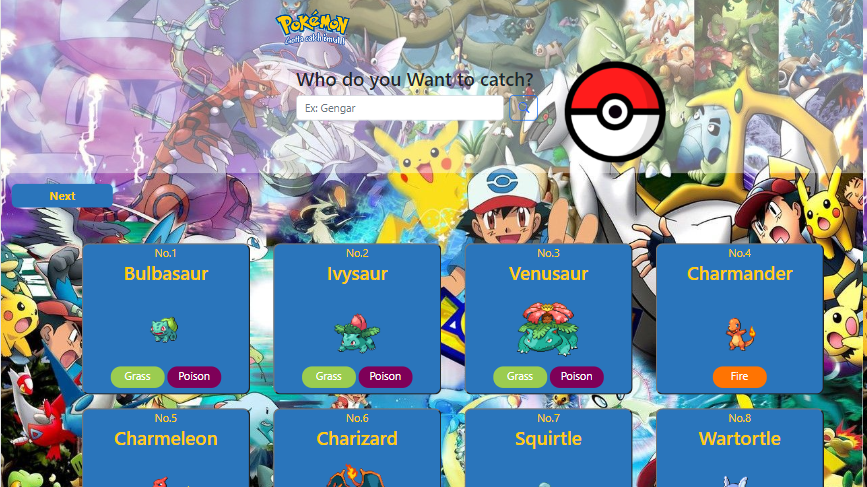 POKéMON
Gotta catch 'em all!
Who do you Want to catch?
Ex: Gengar
Next
No.1
Bulbasaur
Grass Poison
No.2
Ivysaur
Grass Poison
No.3
Venusaur
Grass Poison
No.4
Charmander
Fire
No.5
Charmeleon
No.6
Charizard
No.7
Squirtle
No.8
Wartortle